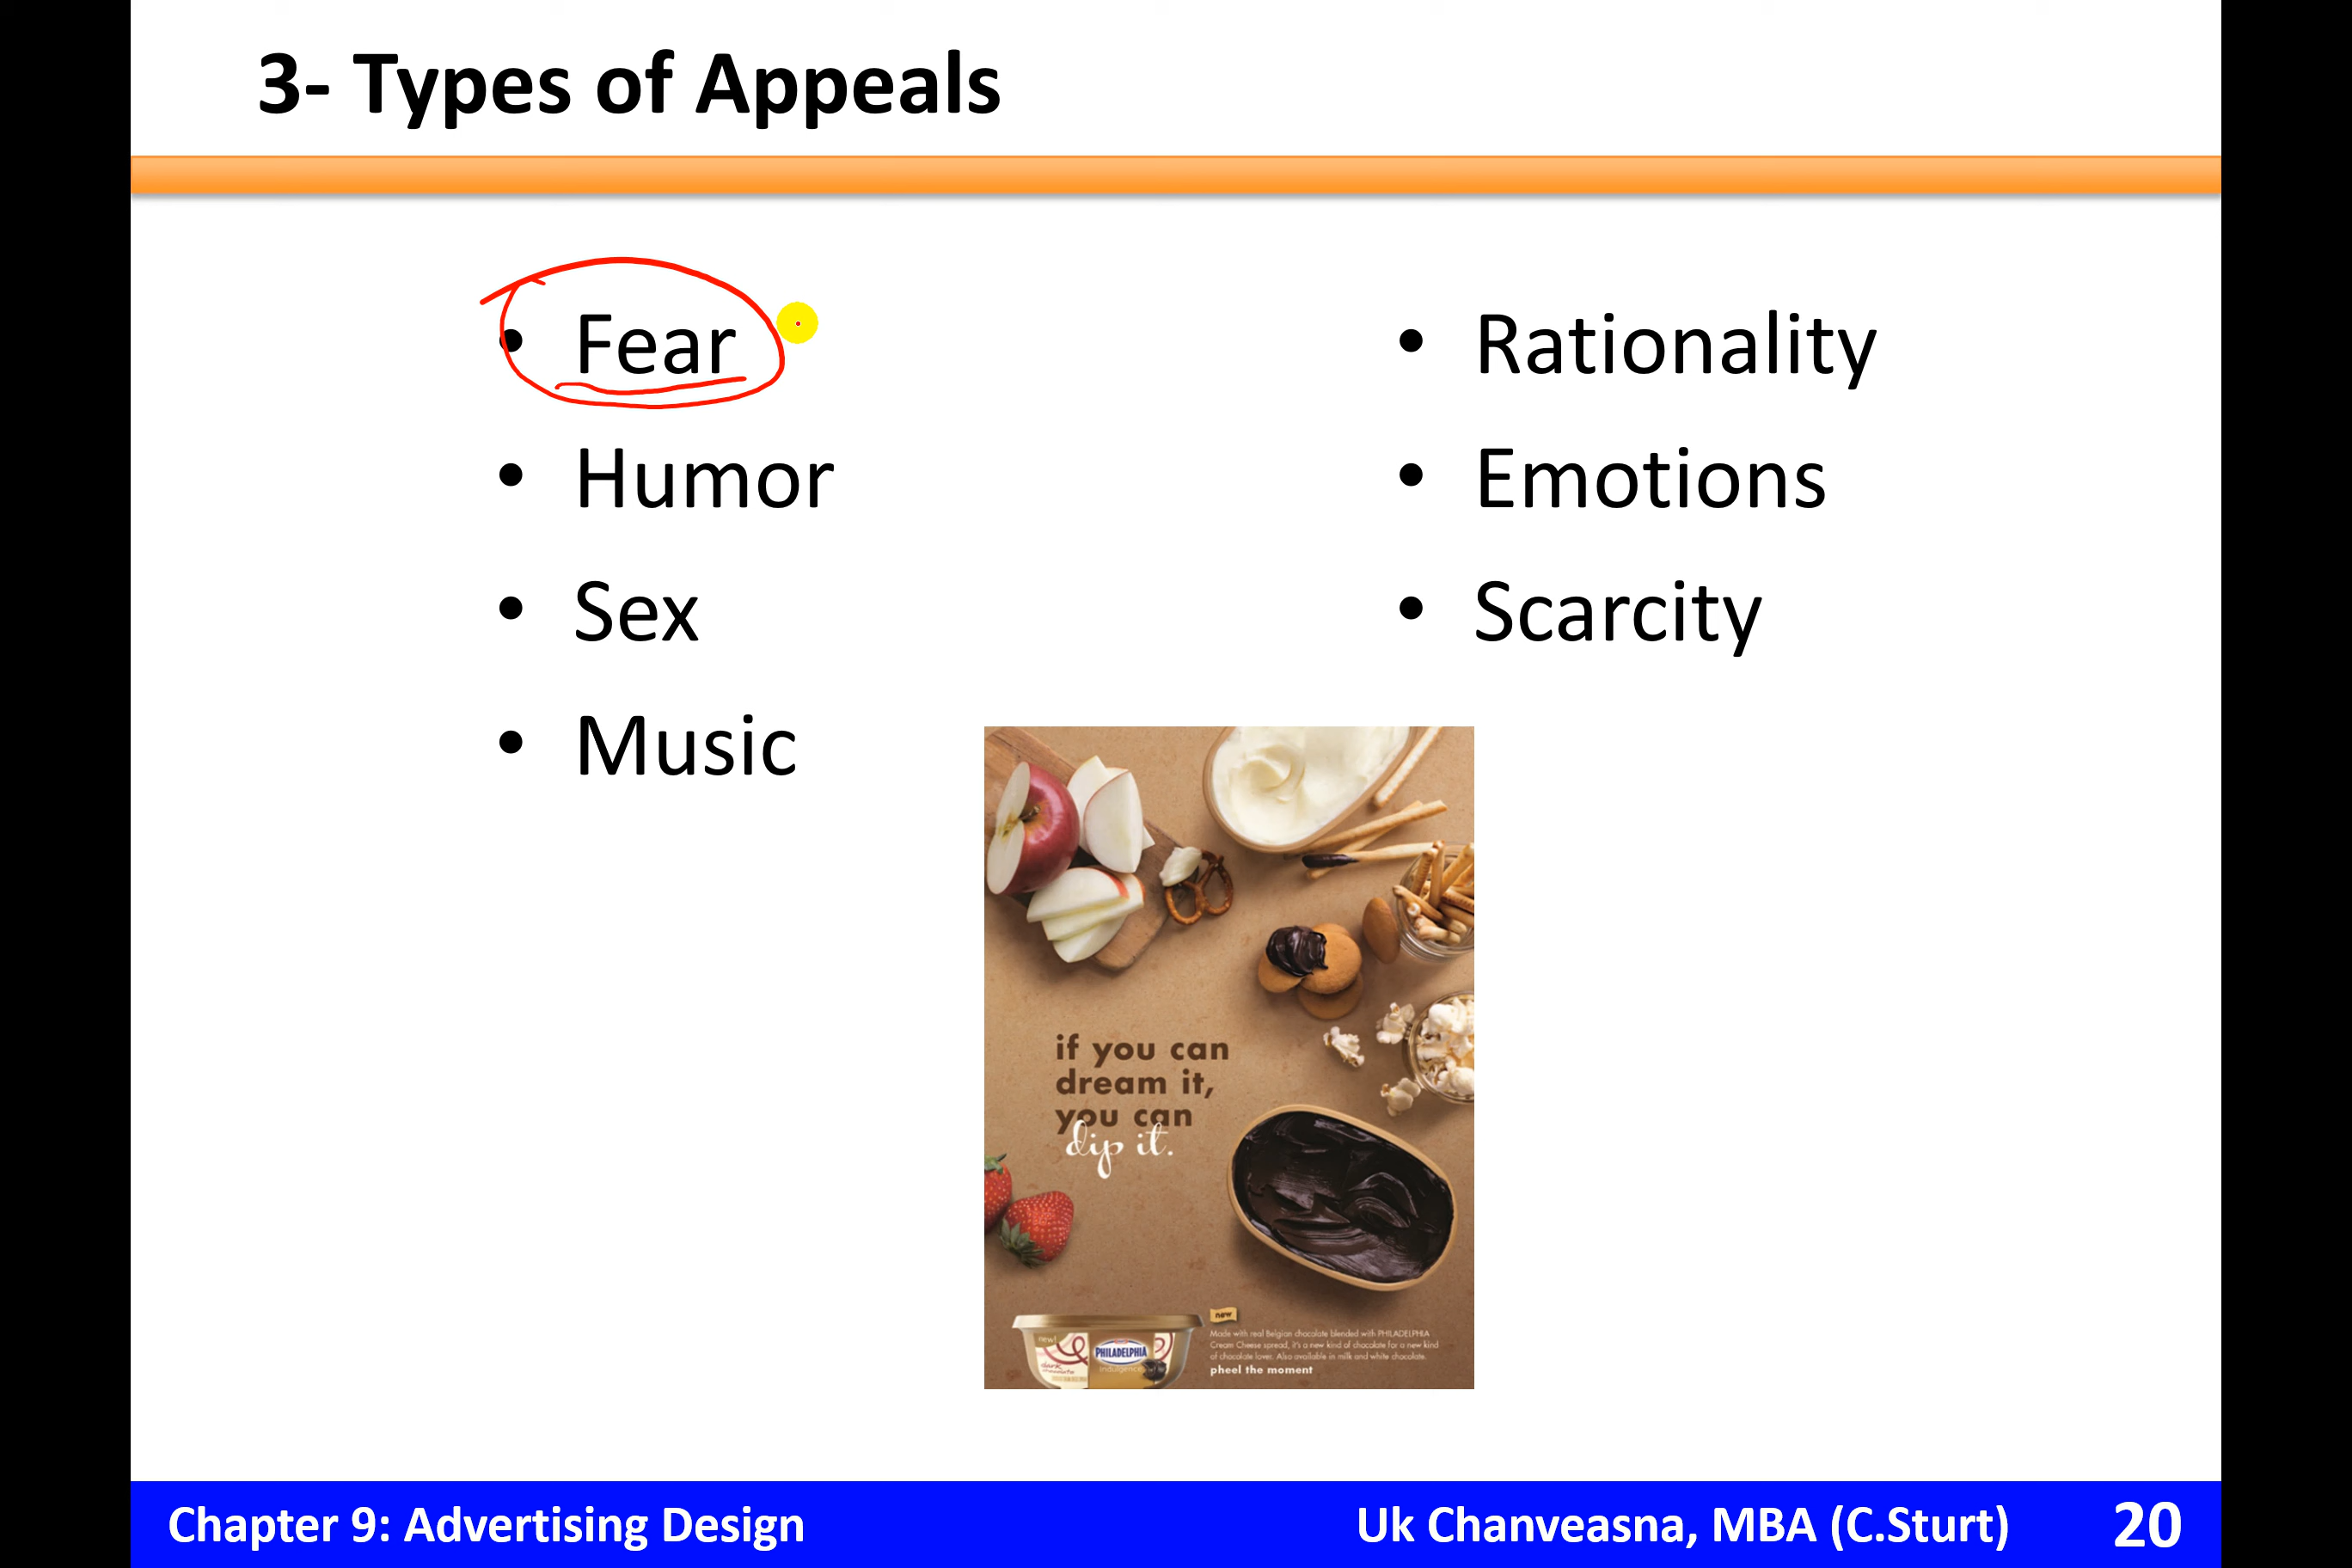 3- Types of Appeals
• Fear
• Humor
• Sex
• Music
• Rationality
• Emotions
• Scarcity
if you can
dream it,
you can
dip it.
new
Made with real Belgian chocolate blended with PHILADELPHIA
Cream Cheese spread, it's a new kind of chocolate for a new kind
of chocolate lover. Also available in milk and white chocolate.
pheel the moment
new!
PHILADELPHIA
dark
Chapter 9: Advertising Design
Uk Chanveasna, MBA (C.Sturt)
20